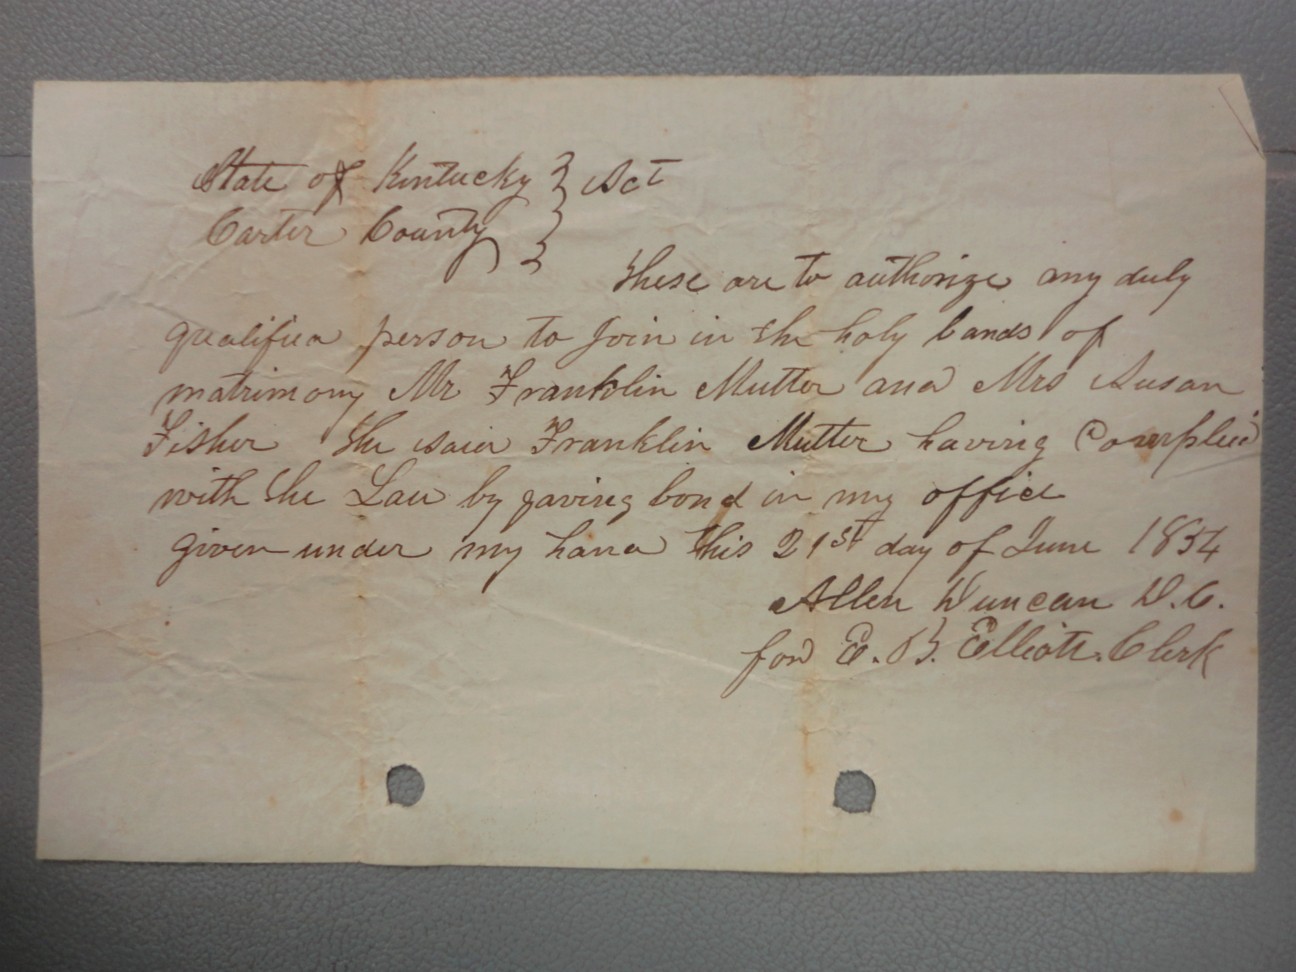 State of Kentucky } Sct
Carter County }
These are to authorize any duly
qualified person to Join in the holy bands of
matrimony Mr Franklin Mutter and Mrs Susan
Fisher the said Franklin Mutter having Complied
with the Law by gaving bond in my office
given under my hand this 21st day of June 1854
Allen Duncan D.C.
for E. B. Elliott. Clerk